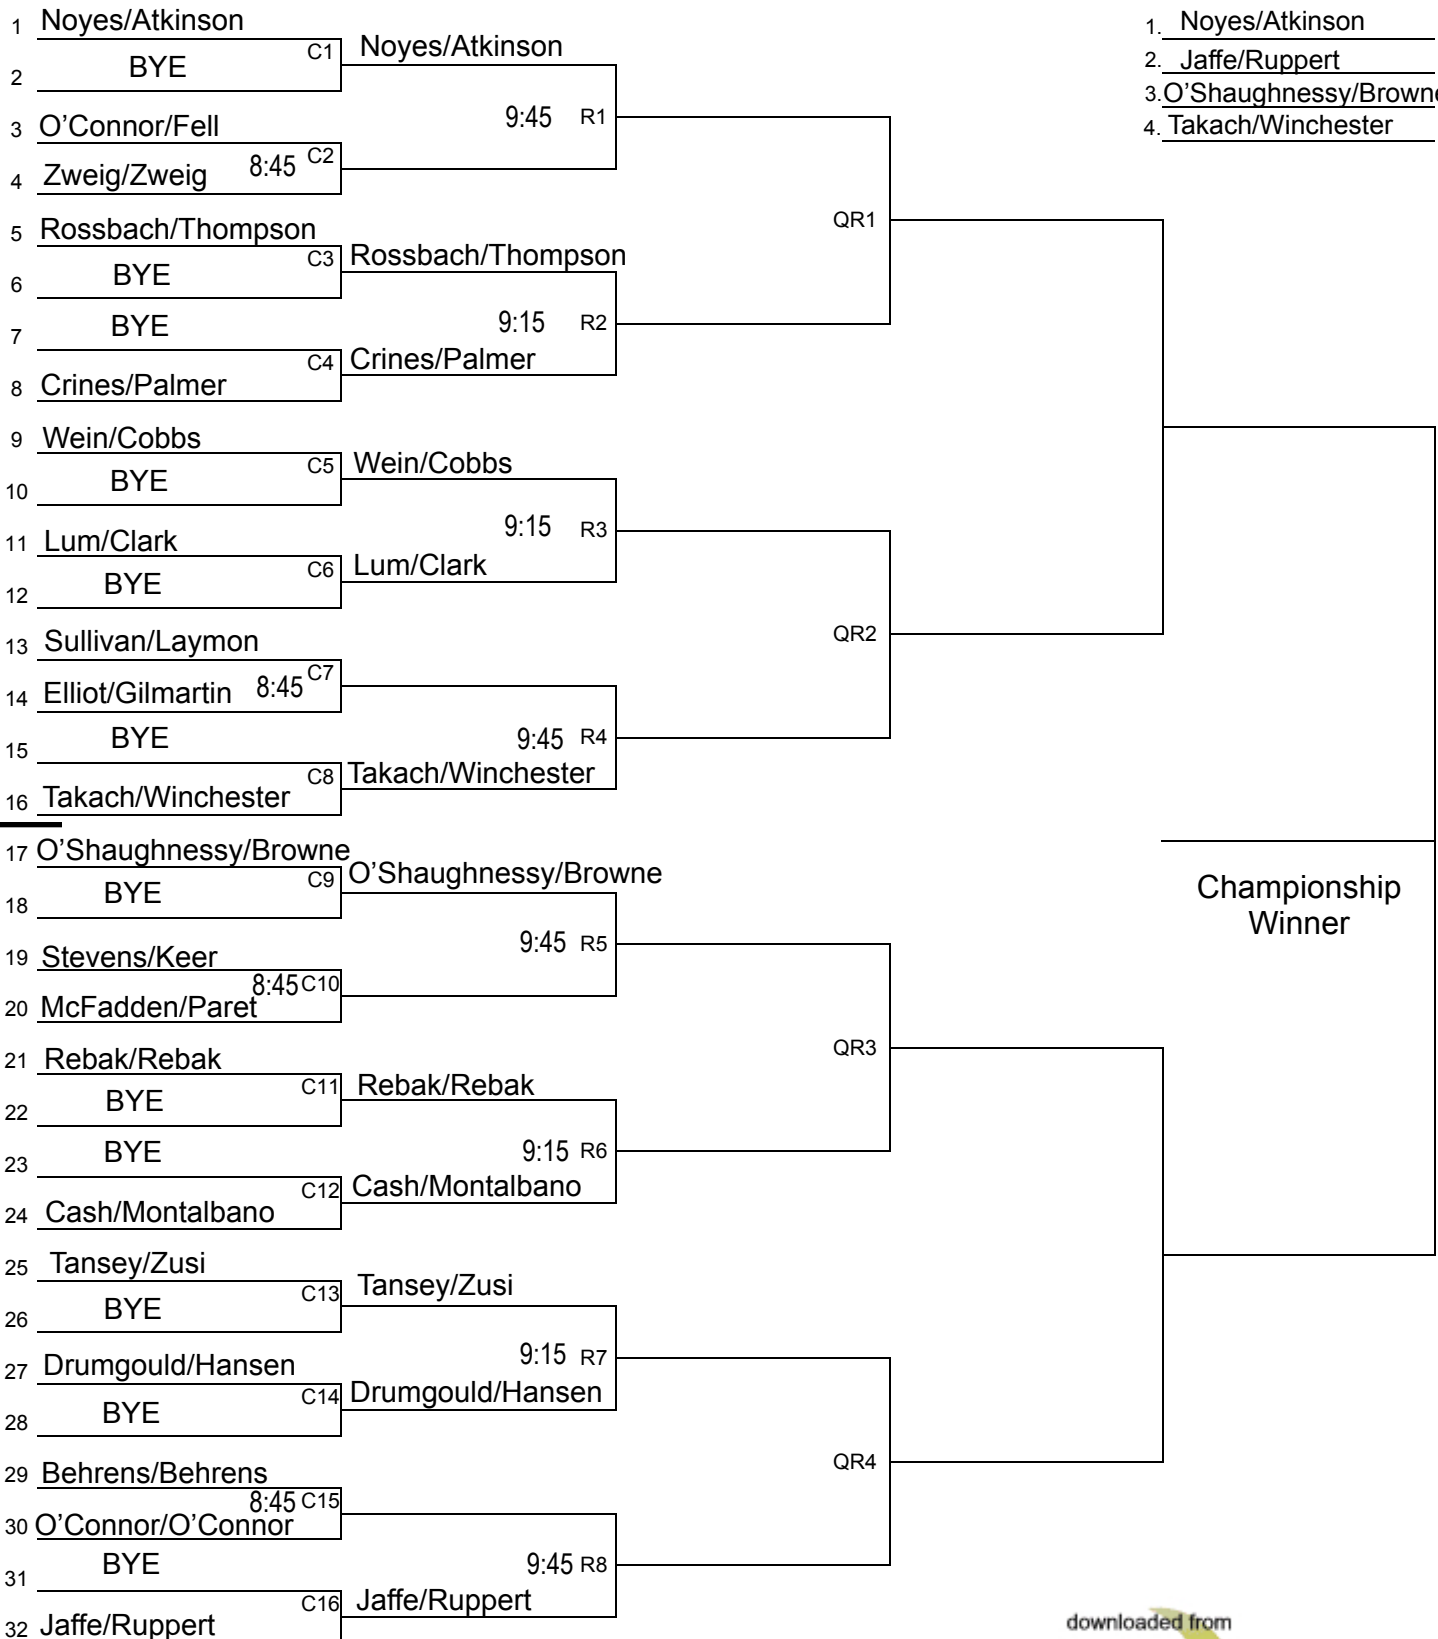 1 Noyes/Atkinson
C1
Noyes/Atkinson
2 BYE
9:45 R1
3 O'Connor/Fell
4 Zweig/Zweig 8:45 C2
QR1
5 Rossbach/Thompson
C3
Rossbach/Thompson
6 BYE
9:15 R2
7 BYE
C4
Crines/Palmer
8 Crines/Palmer
9 Wein/Cobbs
C5
Wein/Cobbs
10 BYE
9:15 R3
11 Lum/Clark
C6
Lum/Clark
12 BYE
QR2
13 Sullivan/Laymon
14 Elliot/Gilmartin 8:45 C7
9:45 R4
15 BYE
C8
Takach/Winchester
16 Takach/Winchester
17 O'Shaughnessy/Browne
C9
O'Shaughnessy/Browne
18 BYE
9:45 R5
19 Stevens/Keer
8:45 C10
20 McFadden/Paret
QR3
21 Rebak/Rebak
C11
Rebak/Rebak
22 BYE
9:15 R6
23 BYE
C12
Cash/Montalbano
24 Cash/Montalbano
25 Tansey/Zusi
C13
Tansey/Zusi
26 BYE
9:15 R7
27 Drumgould/Hansen
C14
Drumgould/Hansen
28 BYE
QR4
29 Behrens/Behrens
8:45 C15
30 O'Connor/O'Connor
9:45 R8
31 BYE
C16
Jaffe/Ruppert
32 Jaffe/Ruppert
1. Noyes/Atkinson
2. Jaffe/Ruppert
3. O'Shaughnessy/Browne
4. Takach/Winchester
Championship
Winner
downloaded from